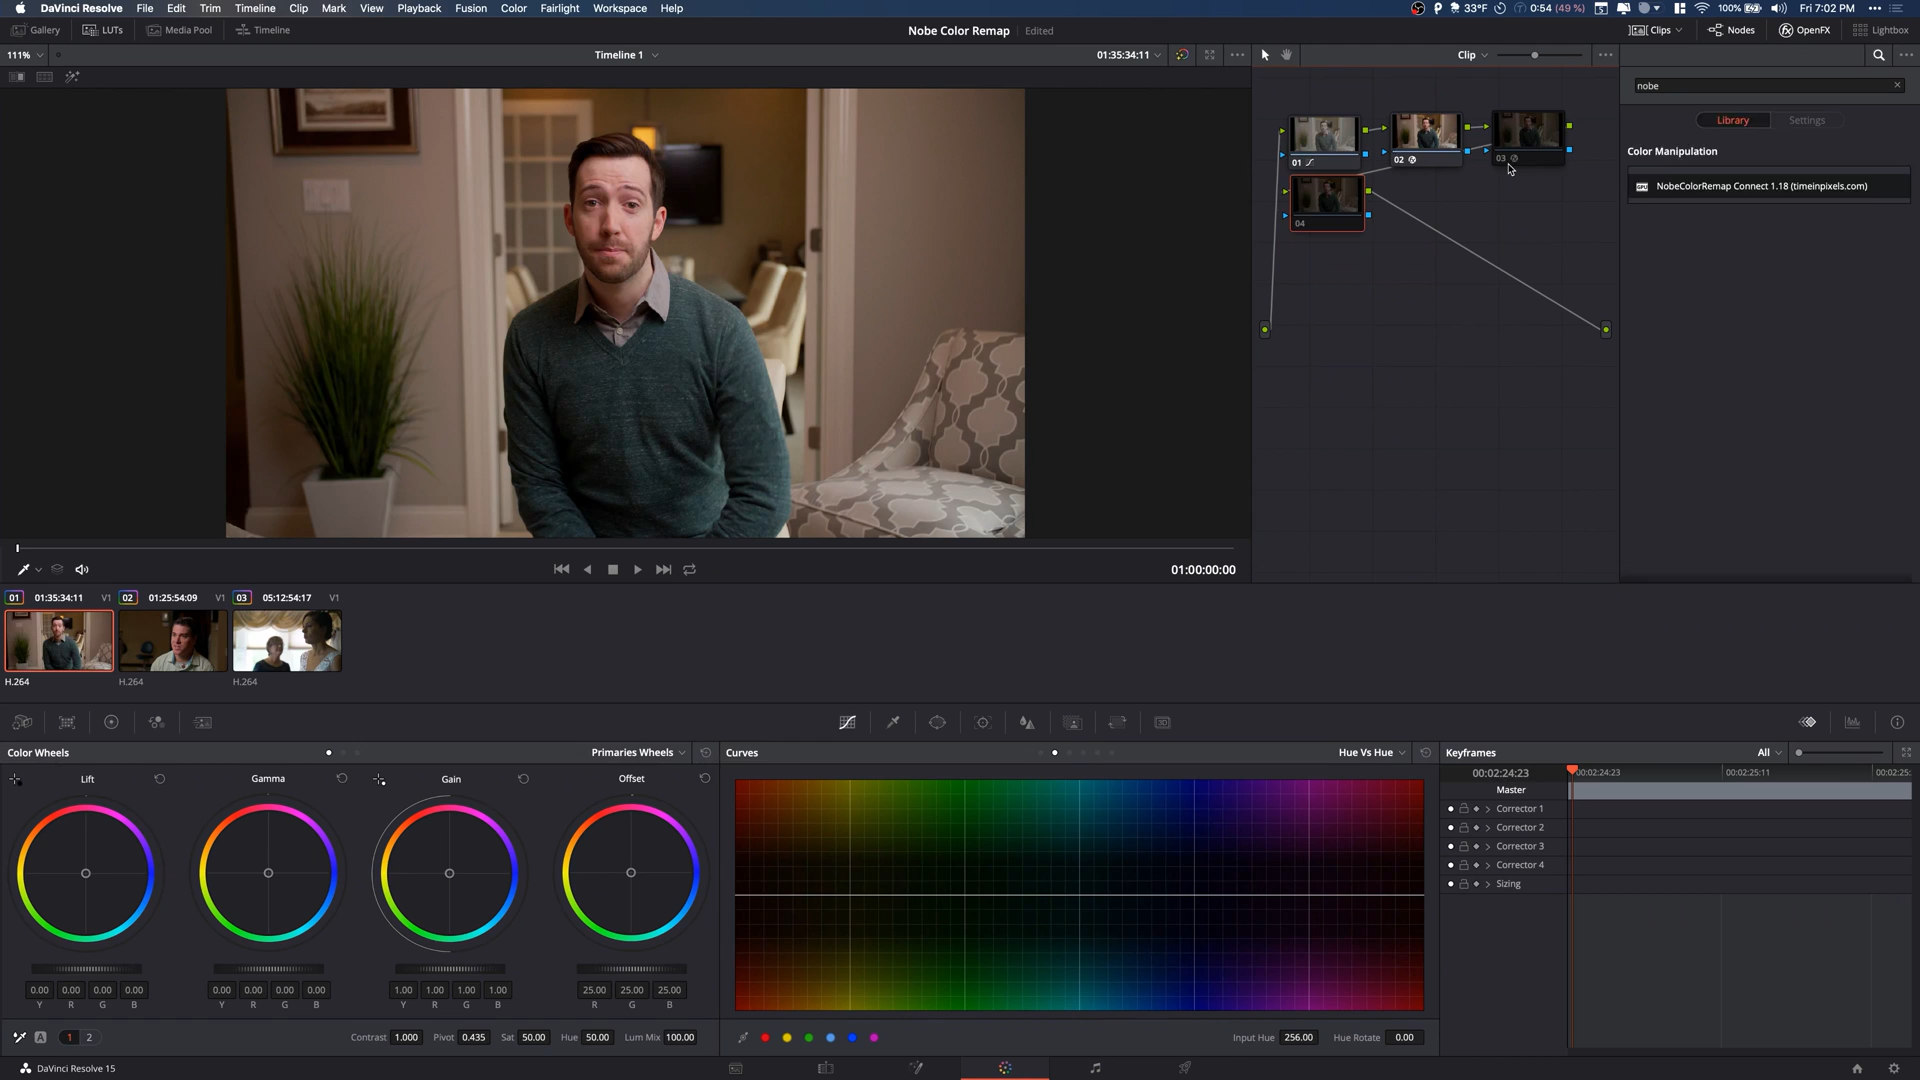 DaVinci Resolve File Edit Trim Timeline Clip Mark View Playback Fusion Color Fairlight Workspace Help 33°F 0:54 (49 %) 5 100% Fri 7:02 PM
Gallery LUTs Media Pool Timeline Nobe Color Remap Edited Clips Nodes OpenFX Lightbox
111% Timeline 1 01:35:34:11 Clip
nobe
Library Settings
Color Manipulation
NobeColorRemap Connect 1.18 (timeinpixels.com)
01 02 03
04
01:00:00:00
01 01:35:34:11 V1 02 01:25:54:09 V1 03 05:12:54:17 V1
H.264 H.264 H.264
Color Wheels Primaries Wheels Curves Hue Vs Hue Keyframes All
Lift Gamma Gain Offset 00:02:24:23 00:02:24:23 00:02:25:11 00:02:25:
Master
Corrector 1
Corrector 2
Corrector 3
Corrector 4
Sizing
0.00 0.00 0.00 0.00 0.00 0.00 0.00 0.00 1.00 1.00 1.00 1.00 25.00 25.00 25.00
Y R G B Y R G B Y R G B R G B
A 1 2 Contrast 1.000 Pivot 0.435 Sat 50.00 Hue 50.00 Lum Mix 100.00 Input Hue 256.00 Hue Rotate 0.00
DaVinci Resolve 15